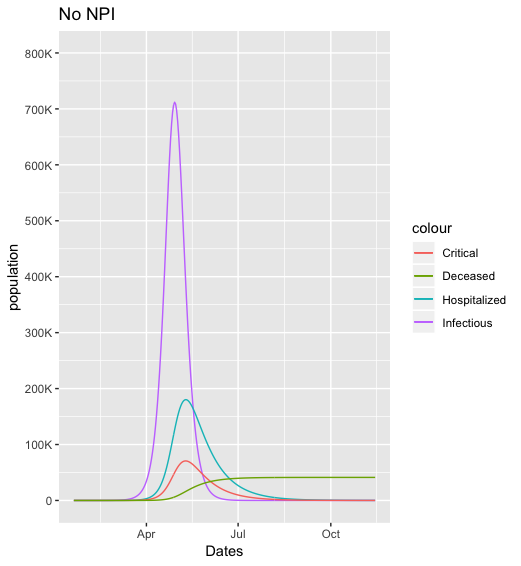 No NPI
800K
700K
600K
500K
400K
300K
200K
100K
0
population
Apr
Jul
Oct
Dates
colour
Critical
Deceased
Hospitalized
Infectious